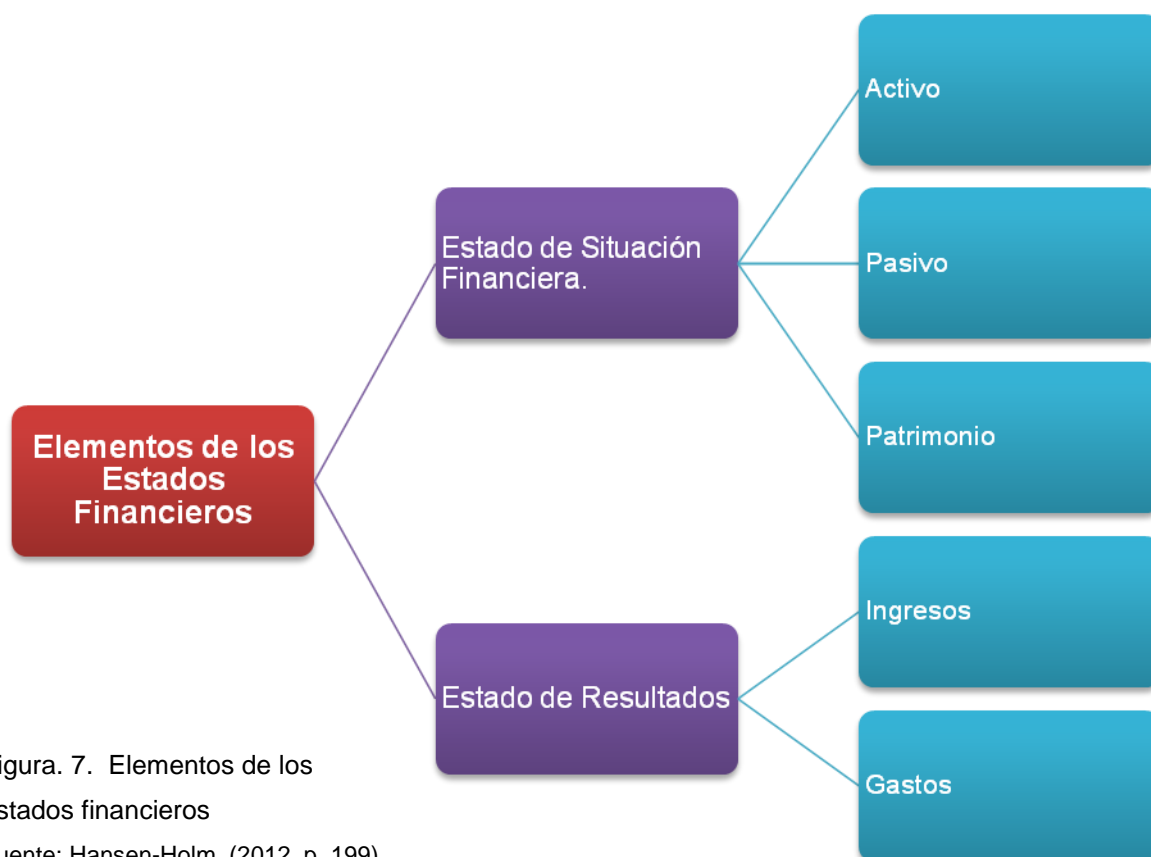 Elementos de los
Estados
Financieros
Estado de Situación
Financiera.
Activo
Pasivo
Patrimonio
Estado de Resultados
Ingresos
Gastos
igura. 7. Elementos de los
stados financieros
uente: Hansen-Holm. (2012, p. 199)